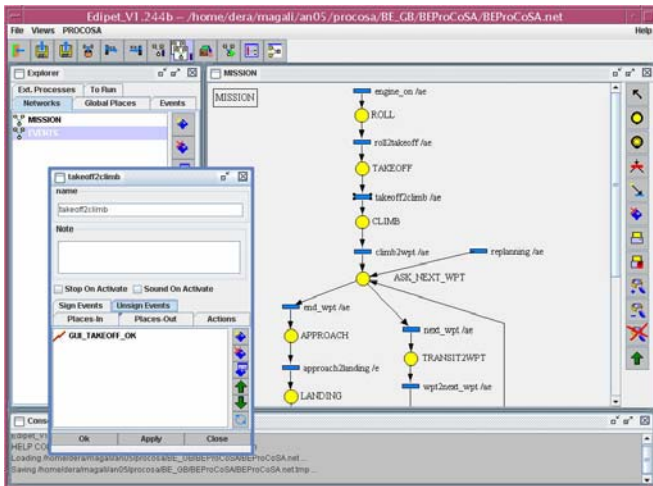 Edipet_V1.244b – /home/dera/magali/an05/procosa/BE_GB/BEProCoSA/BEProCoSA.net
File Views PROCOSA Help
Explorer
Ext. Processes To Run
Networks Global Places Events
MISSION
EVENTS
MISSION
MISSION
engine_on /ae
ROLL
roll2takeoff /ae
TAKEOFF
takeoff2climb /ae
CLIMB
climb2wpt /ae
replanning /ae
ASK_NEXT_WPT
end_wpt /ae
next_wpt /ae
APPROACH
TRANSIT2WPT
approach2landing /e
wpt2next_wpt /ae
LANDING
takeoff2climb
name
takeoff2climb
Note
Stop On Activate Sound On Activate
Sign Events Unsign Events
Places-In Places-Out Actions
GUI_TAKEOFF_OK
Ok Apply Close
HELP
Loading /home/dera/magali/an05/procosa/BE_GB/BEProCoSA/BEProCoSA.net ...
Saving /home/dera/magali/an05/procosa/BE_GB/BEProCoSA/BEProCoSA.net.tmp ...